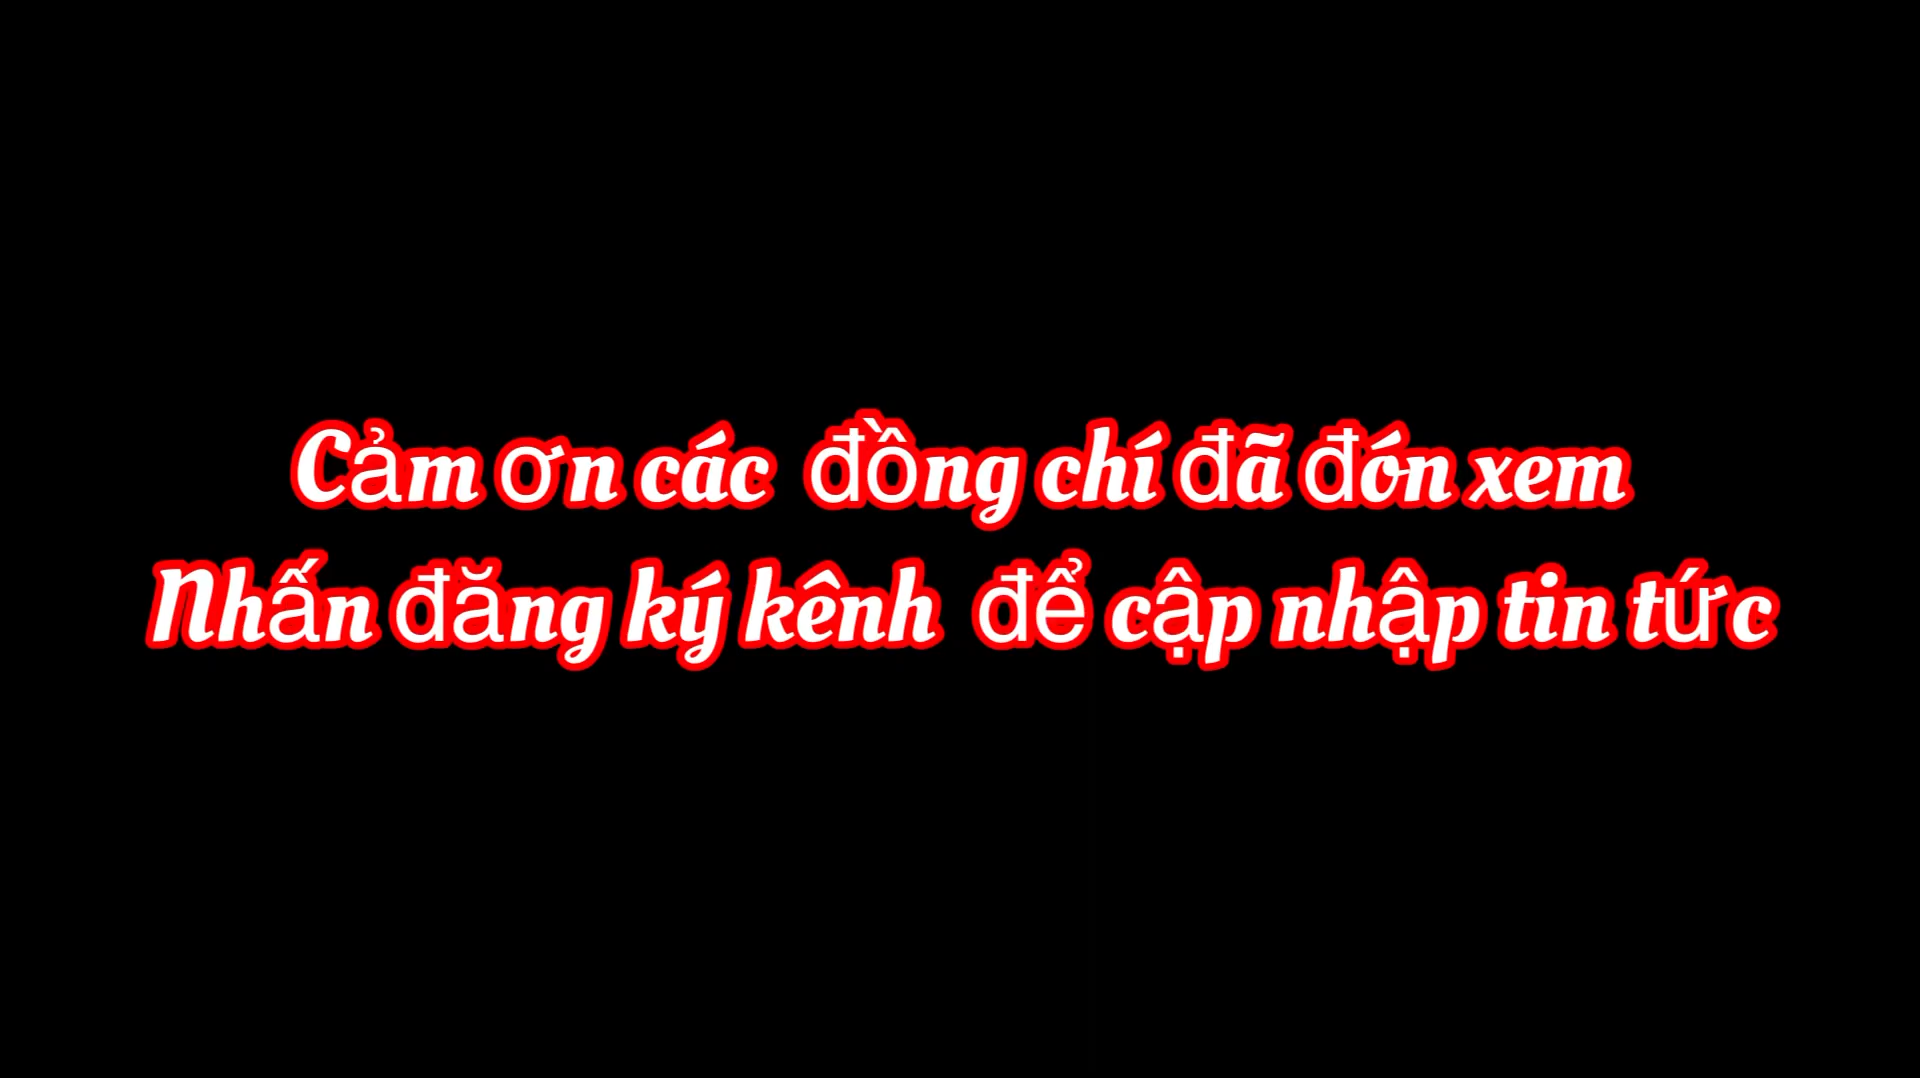 Cảm ơn các đồng chí đã đón xem
Nhấn đăng ký kênh để cập nhập tin tức